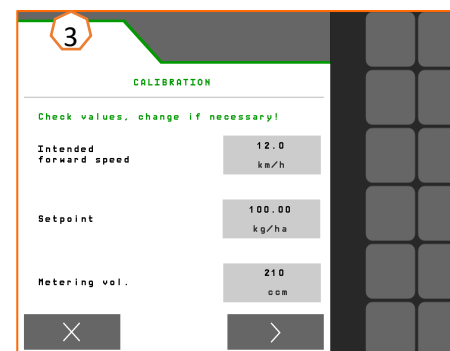 3
CALIBRATION
Check values, change if necessary!
Intended
forward speed
12.0
km/h
Setpoint
100.00
kg/ha
Metering vol.
210
ccm